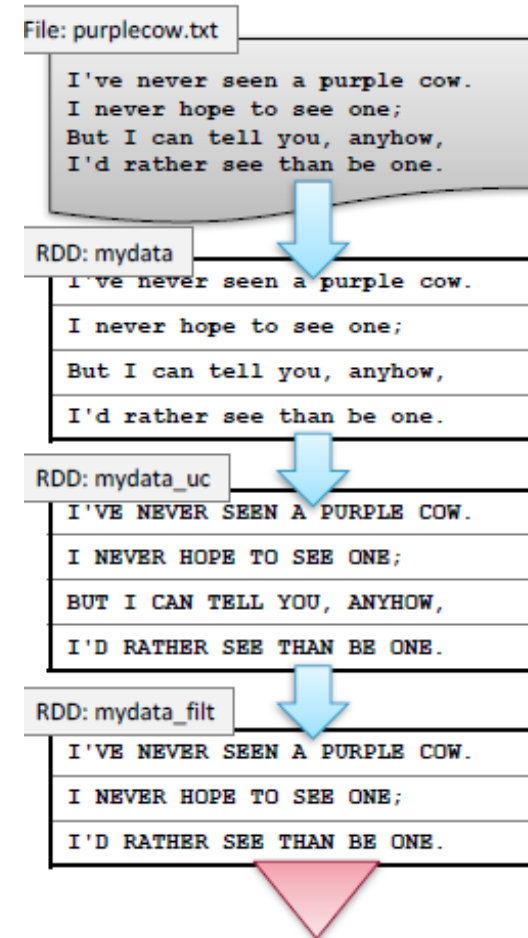 File: purplecow.txt
I've never seen a purple cow.
I never hope to see one;
But I can tell you, anyhow,
I'd rather see than be one.
RDD: mydata
I've never seen a purple cow.
I never hope to see one;
But I can tell you, anyhow,
I'd rather see than be one.
RDD: mydata_uc
I'VE NEVER SEEN A PURPLE COW.
I NEVER HOPE TO SEE ONE;
BUT I CAN TELL YOU, ANYHOW,
I'D RATHER SEE THAN BE ONE.
RDD: mydata_filt
I'VE NEVER SEEN A PURPLE COW.
I NEVER HOPE TO SEE ONE;
I'D RATHER SEE THAN BE ONE.